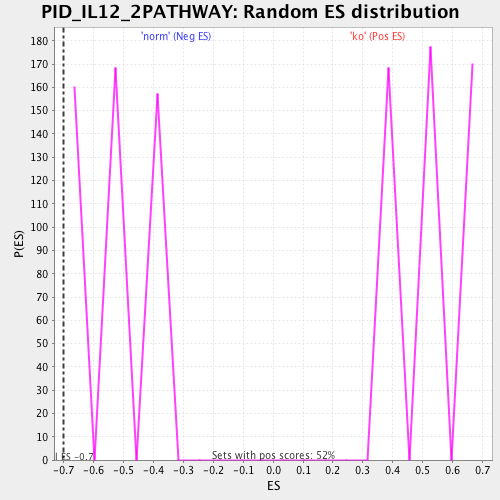 PID_IL12_2PATHWAY: Random ES distribution
'norm' (Neg ES)
'ko' (Pos ES)
P(ES)
180
170
160
150
140
130
120
110
100
90
80
70
60
50
40
30
20
10
0
ES -0.7
Sets with pos scores: 52%
-0.7 -0.6 -0.5 -0.4 -0.3 -0.2 -0.1 0.0 0.1 0.2 0.3 0.4 0.5 0.6 0.7
ES